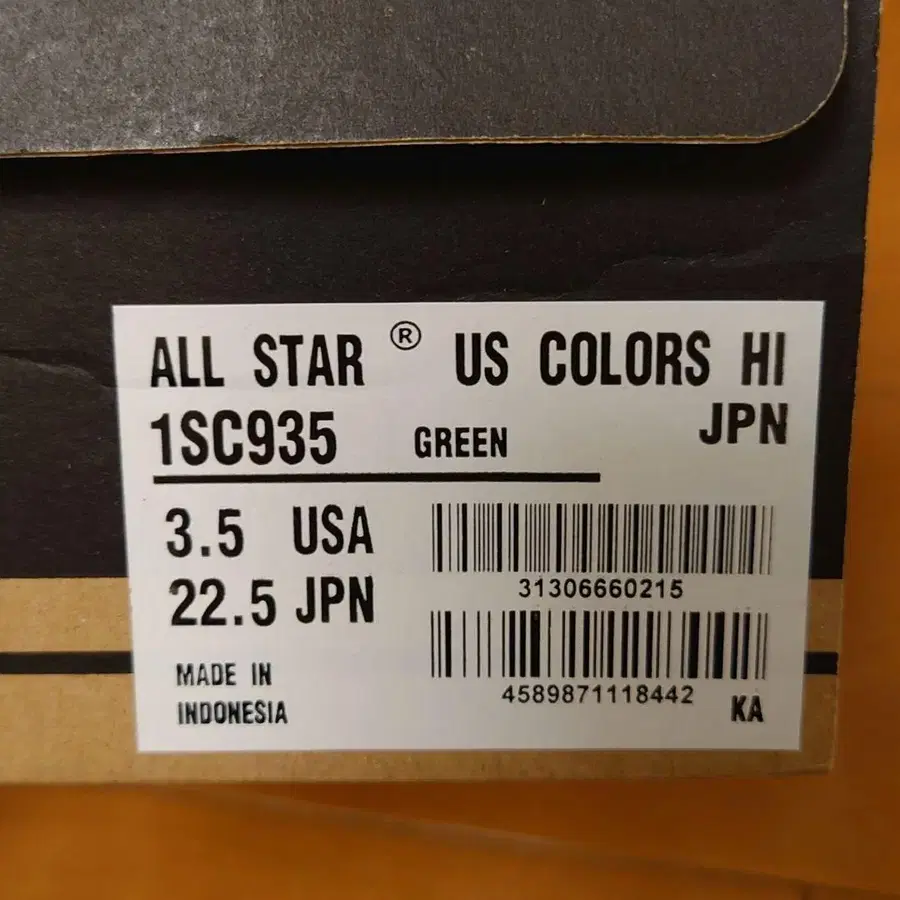 ALL STAR ® US COLORS HI
1SC935 GREEN JPN
3.5 USA
22.5 JPN
31306660215
4589871118442
MADE IN
INDONESIA
KA